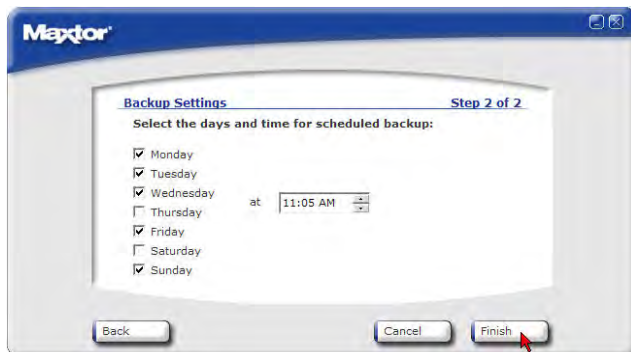 Maxtor
Backup Settings Step 2 of 2
Select the days and time for scheduled backup:
Monday
Tuesday
Wednesday
at 11:05 AM
Thursday
Friday
Saturday
Sunday
Back Cancel Finish